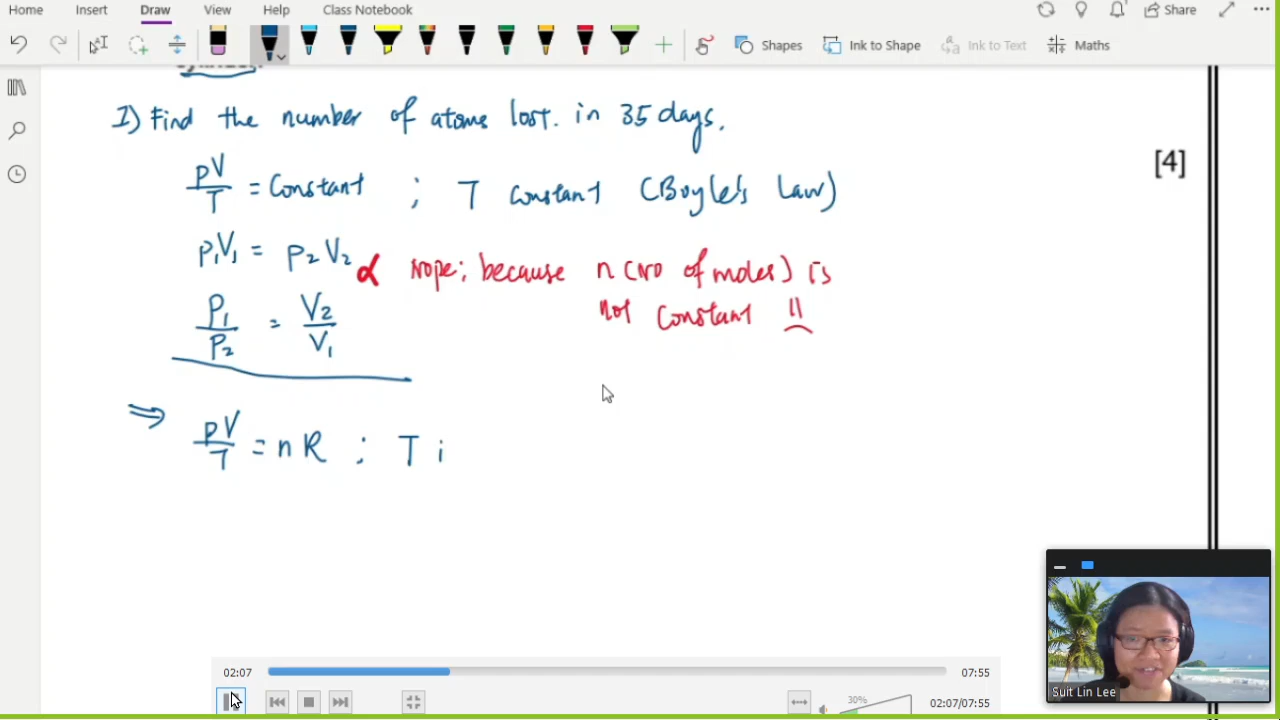 Home Insert Draw View Help Class Notebook Share
Shapes Ink to Shape Ink to Text Maths
cylinder.
I) Find the number of atoms lost. in 35 days.
[4]
pV/T = Constant ; T constant (Boyle's Law)
p₁V₁ = p₂V₂ nope; because n (no of moles) is
not constant !!
P₁/P₂ = V₂/V₁
⇒ pV/T = nR ; T i
Suit Lin Lee
02:07 07:55
30% 02:07/07:55